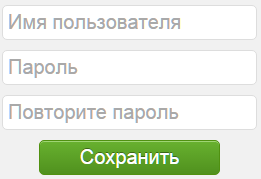 Имя пользователя
Пароль
Повторите пароль
Сохранить